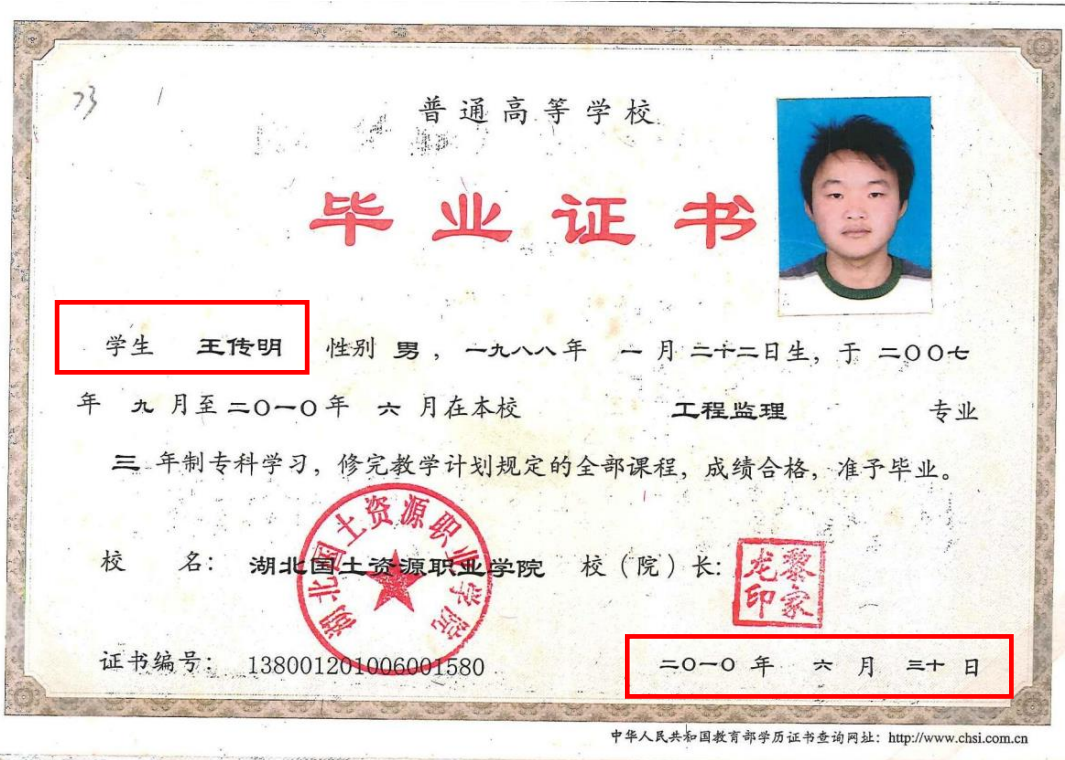 73 1
普通高等学校
毕业证书
学生 王传明 性别 男，一九八八年 一月二十二日生，于二〇〇七
年 九月至二〇一〇年 六月在本校 工程监理 专业
三年制专科学习，修完教学计划规定的全部课程，成绩合格，准予毕业。
湖北国土资源职业学院
校 名： 湖北国土资源职业学院 校（院）长： 黎家龙印
证书编号： 138001201006001580 二〇一〇年 六月 三十日
中华人民共和国教育部学历证书查询网址：http://www.chsi.com.cn